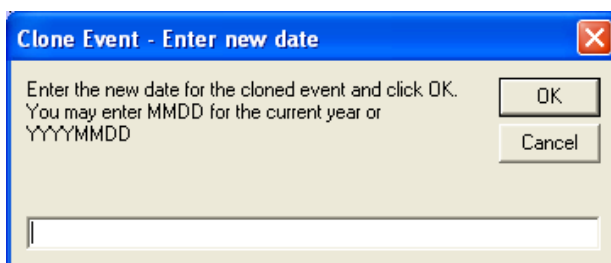 Clone Event - Enter new date
Enter the new date for the cloned event and click OK.
You may enter MMDD for the current year or
YYYYMMDD
OK
Cancel